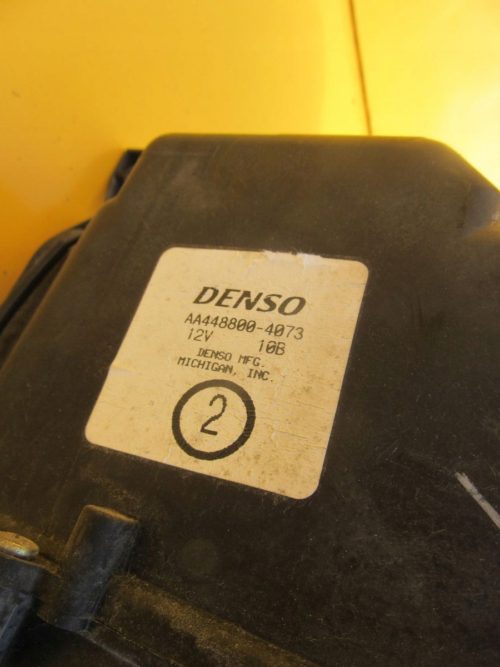 DENSO
AA448800-4073
12V 10B
DENSO MFG.
MICHIGAN, INC.
2